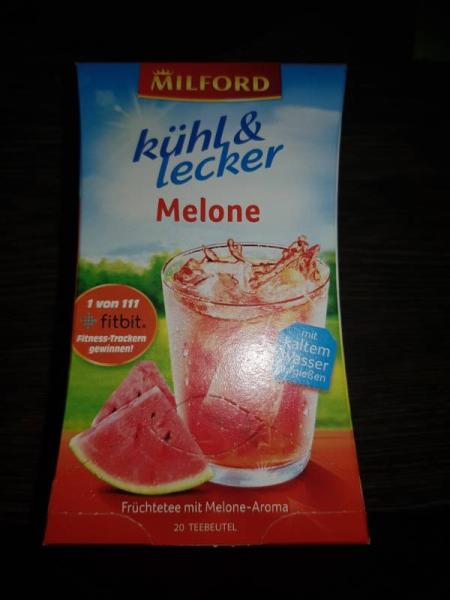 MILFORD
kühl &
lecker
Melone
1 von 111
fitbit.
Fitness-Trackern
gewinnen!
mit
kaltem
Wasser
gießen
Früchtetee mit Melone-Aroma
20 TEEBEUTEL